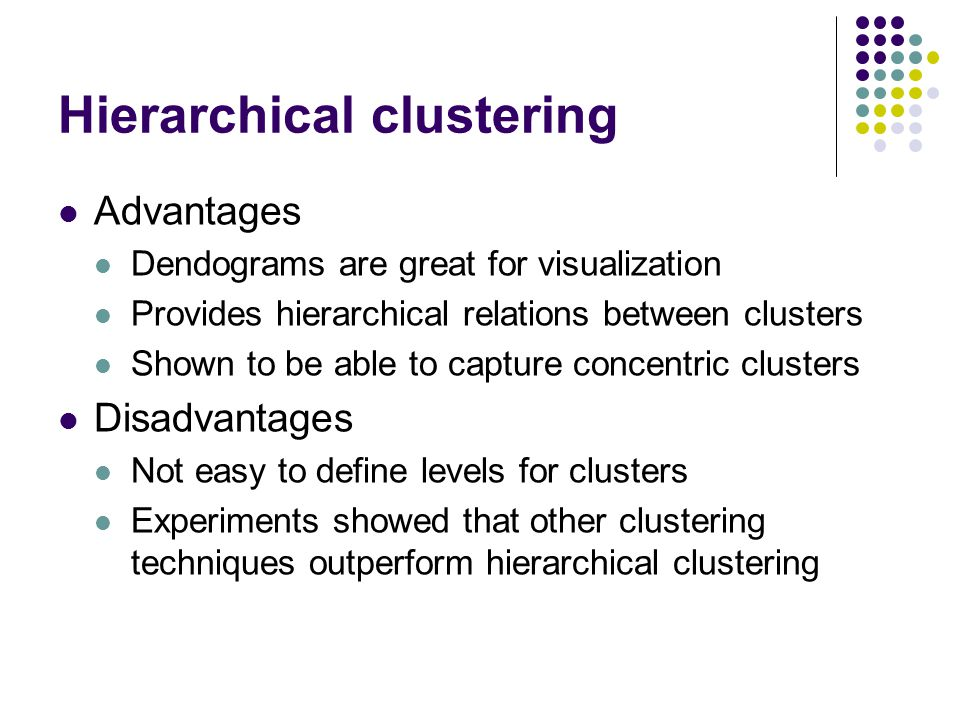 Hierarchical clustering
Advantages
Dendograms are great for visualization
Provides hierarchical relations between clusters
Shown to be able to capture concentric clusters
Disadvantages
Not easy to define levels for clusters
Experiments showed that other clustering
techniques outperform hierarchical clustering